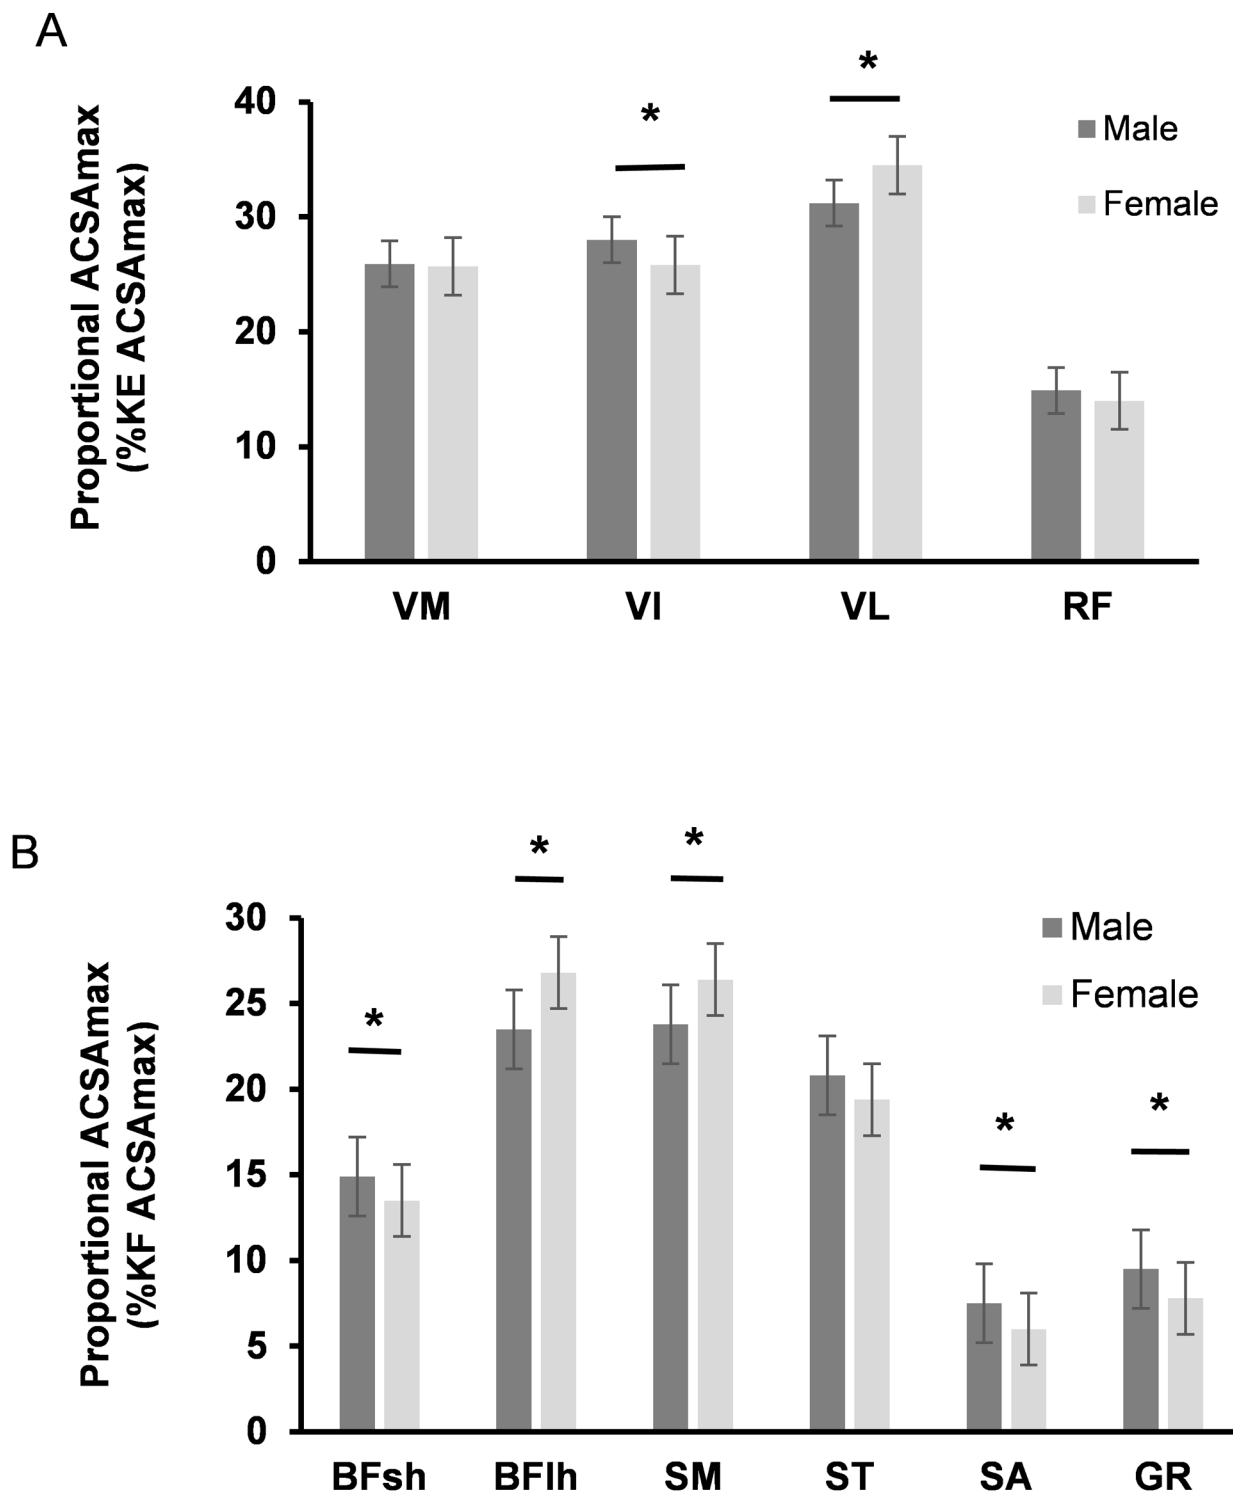 A
Proportional ACSAmax
(%KE ACSAmax)
40
30
20
10
0
*
*
Male
Female
VM VI VL RF
B
Proportional ACSAmax
(%KF ACSAmax)
30
25
20
15
10
5
0
*
*
*
*
*
Male
Female
BFsh BFlh SM ST SA GR